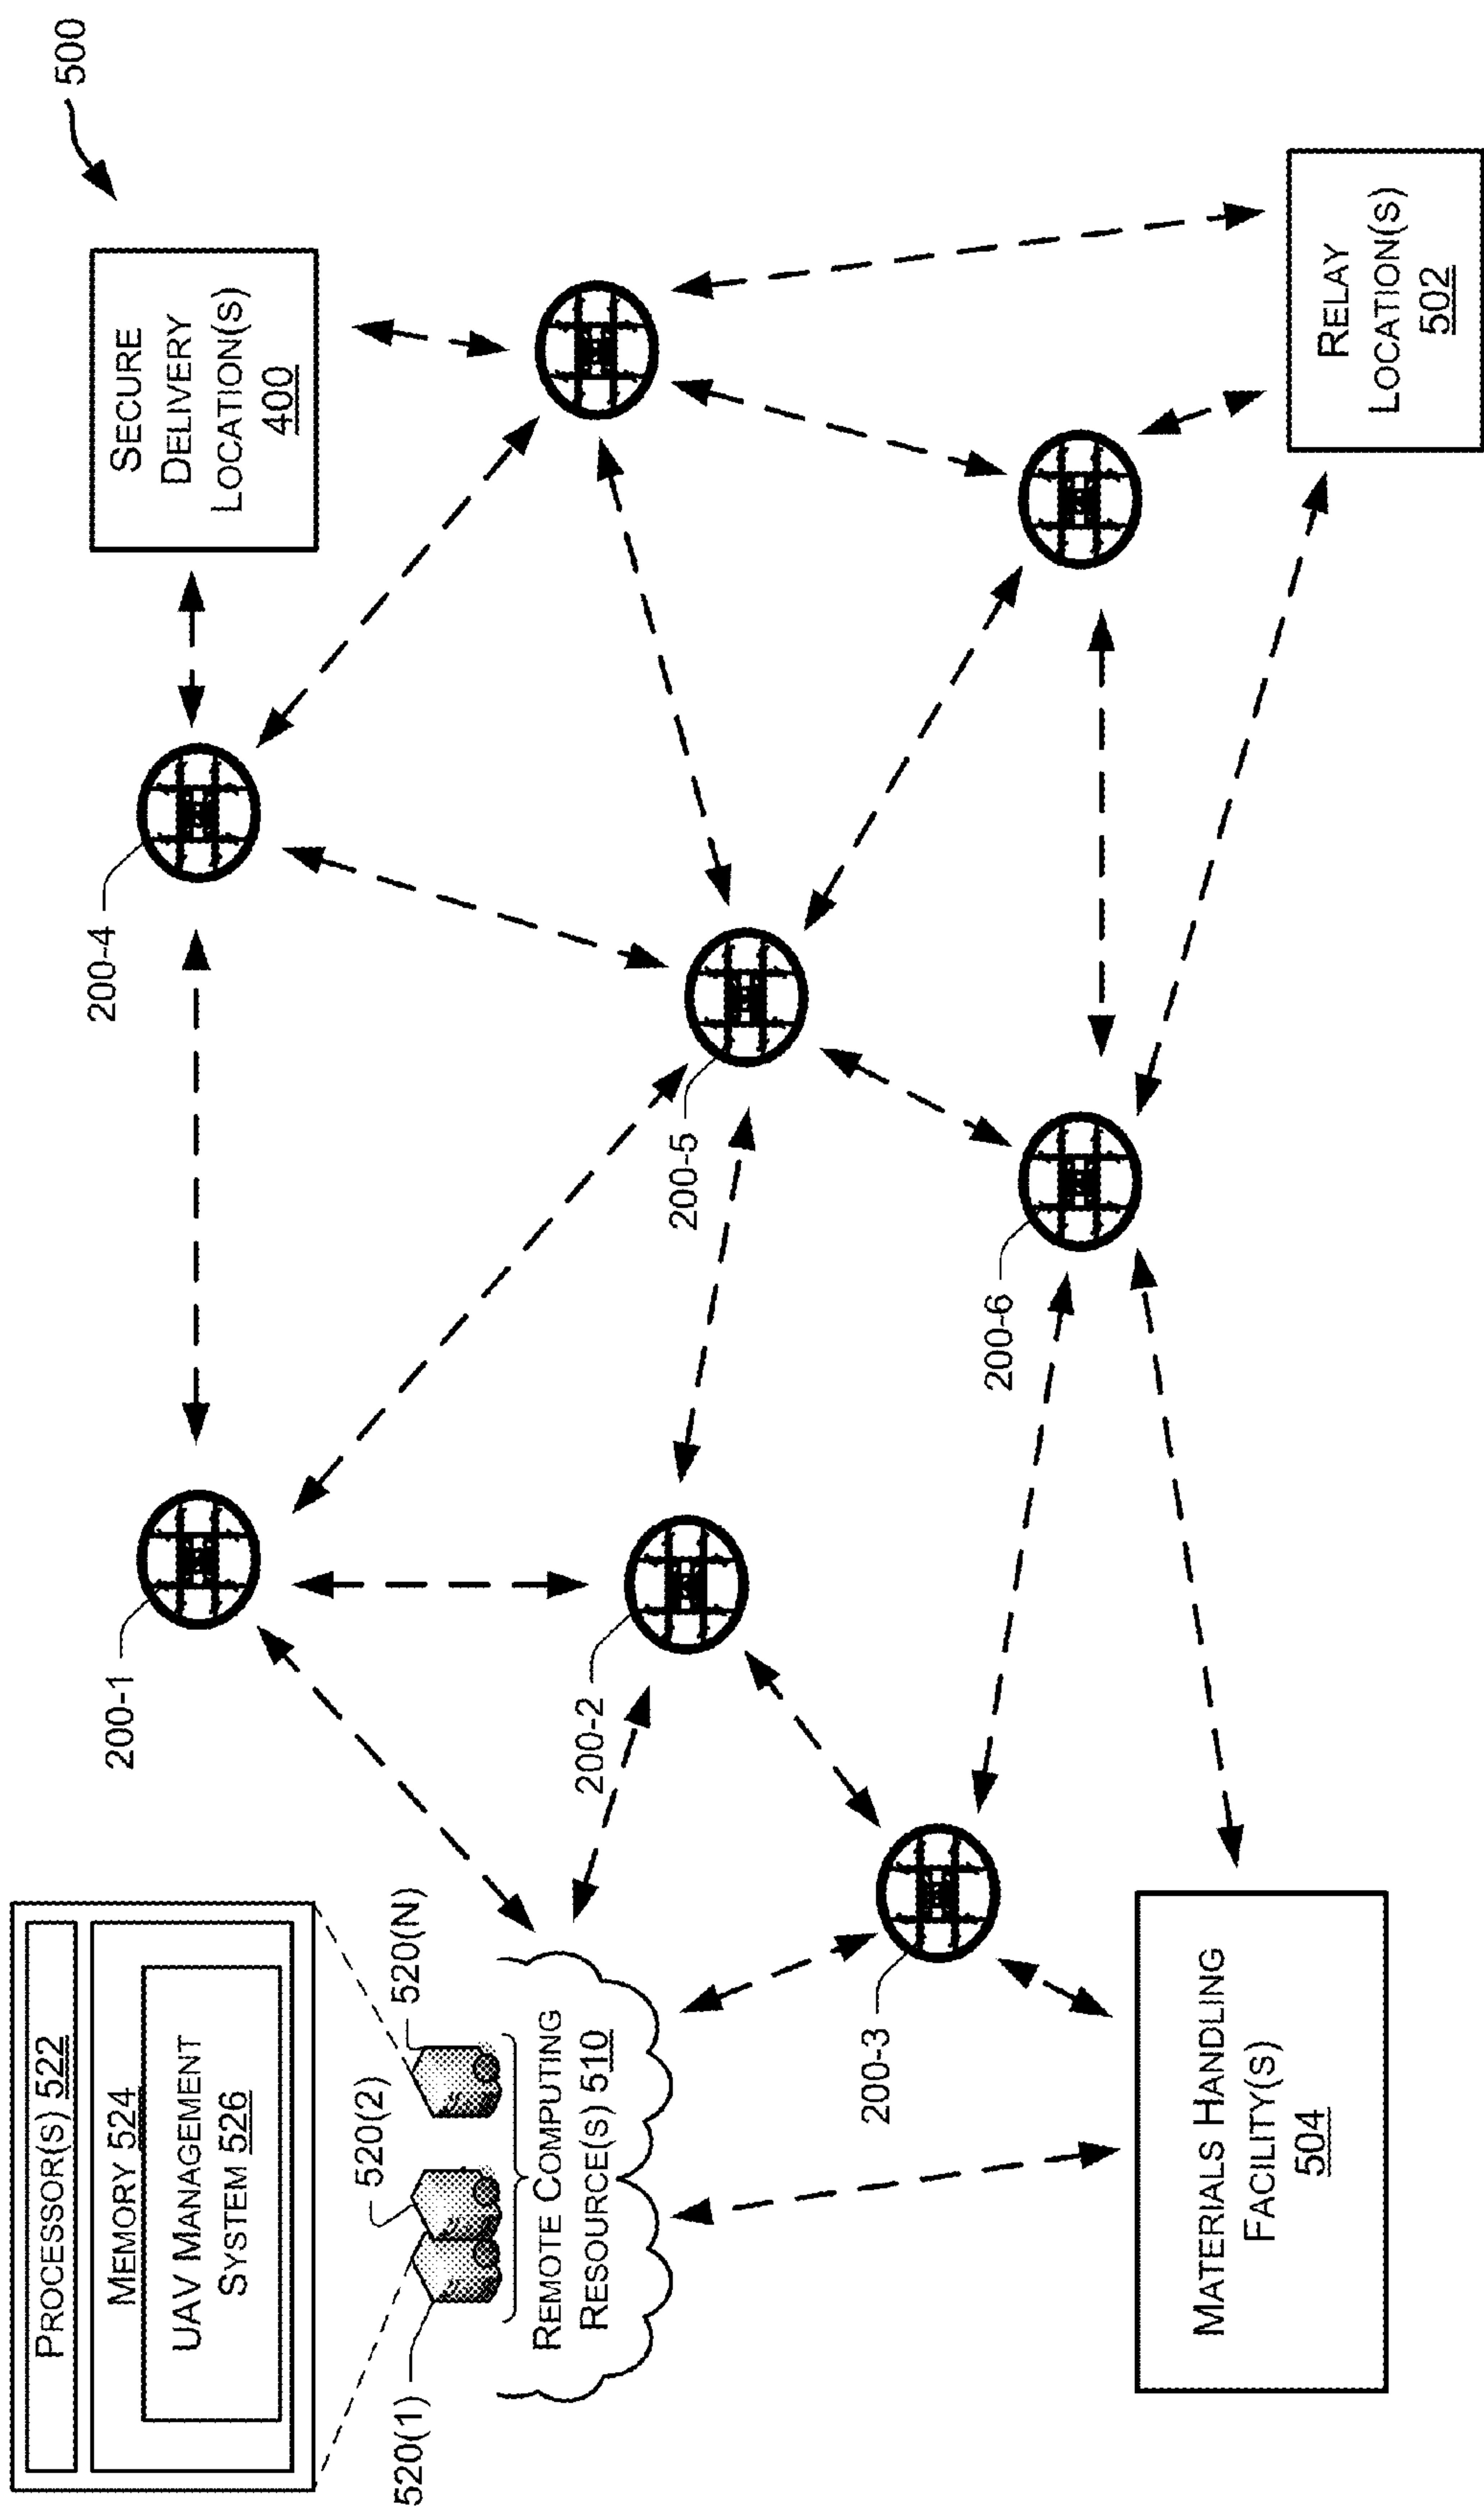 500
PROCESSOR(S) 522
MEMORY 524
UAV MANAGEMENT
SYSTEM 526
520(1)
520(2)
520(N)
REMOTE COMPUTING
RESOURCE(S) 510
200-1
200-2
200-3
200-4
200-5
200-6
SECURE
DELIVERY
LOCATION(S)
400
MATERIALS HANDLING
FACILITY(S)
504
RELAY
LOCATION(S)
502